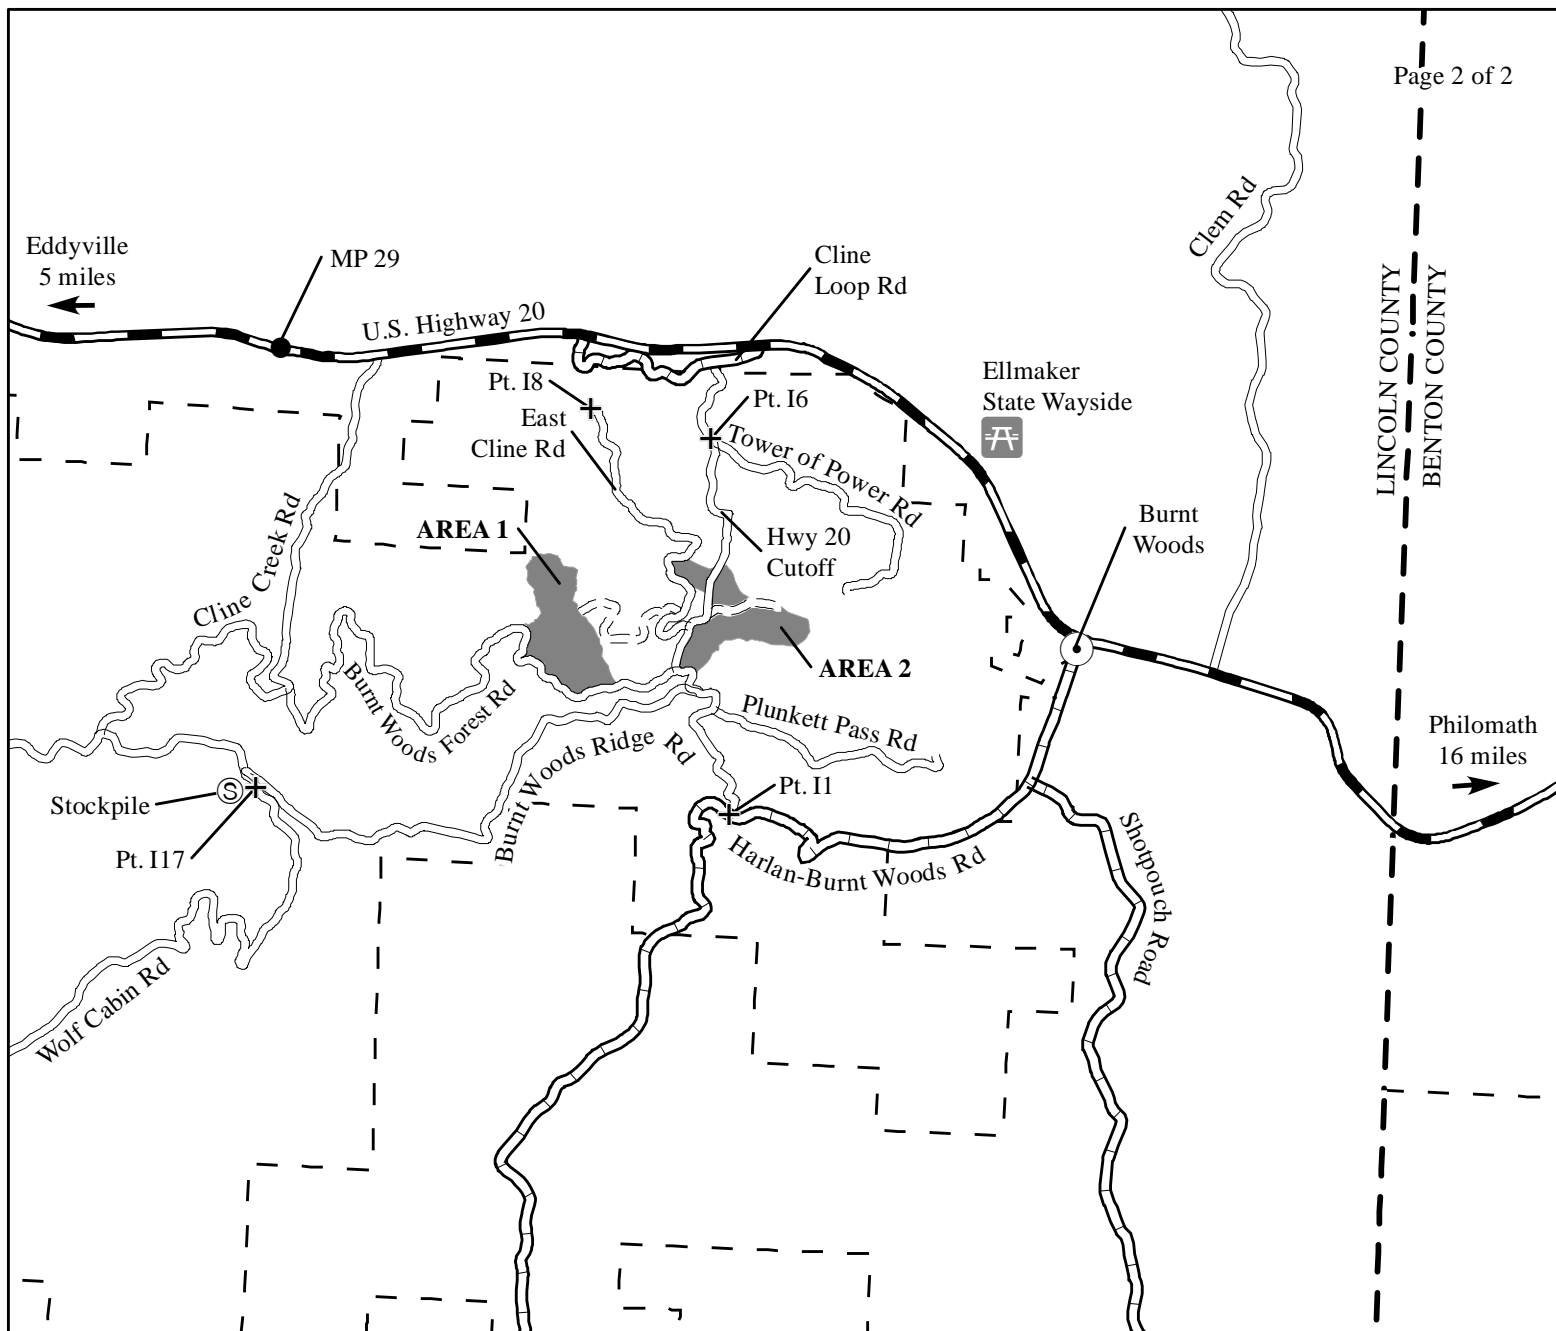 Page 2 of 2
Clem Rd
Eddyville
5 miles
MP 29
Cline
Loop Rd
U.S. Highway 20
LINCOLN COUNTY
BENTON COUNTY
Pt. I8
Pt. I6
Ellmaker
State Wayside
East
Cline Rd
Tower of Power Rd
AREA 1
Hwy 20
Cutoff
Burnt
Woods
Cline Creek Rd
AREA 2
Burnt Woods Forest Rd
Plunkett Pass Rd
Philomath
16 miles
Burnt Woods Ridge Rd
Stockpile
S
Pt. I1
Pt. I17
Harlan-Burnt Woods Rd
Shotpouch Road
Wolf Cabin Rd